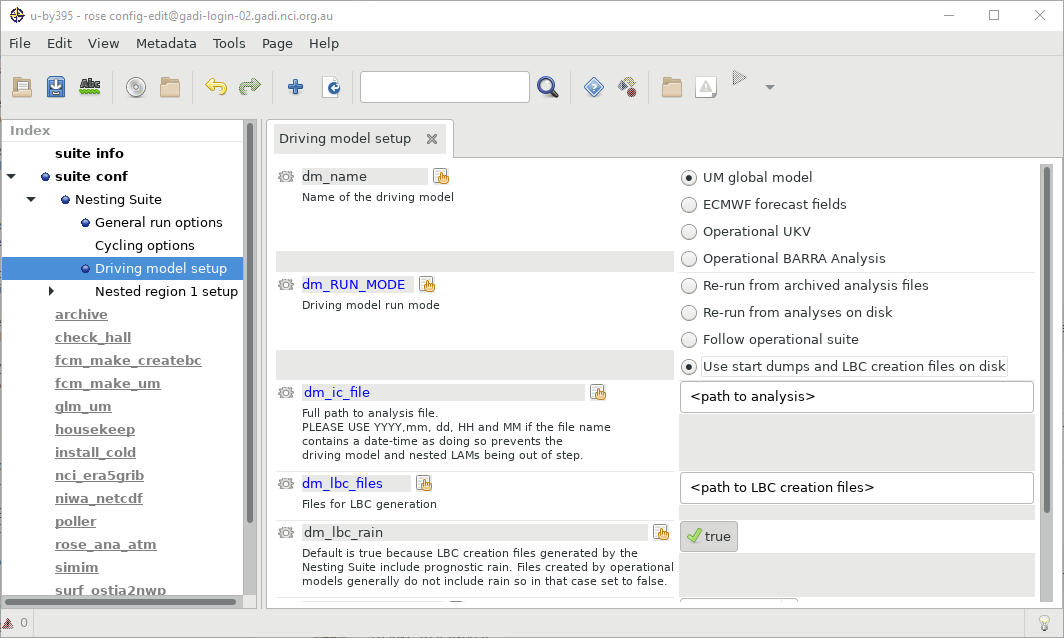 u-by395 - rose config-edit@gadi-login-02.gadi.nci.org.au
File Edit View Metadata Tools Page Help
Abc
Index
suite info
suite conf
Nesting Suite
General run options
Cycling options
Driving model setup
Nested region 1 setup
archive
check_hall
fcm_make_createbc
fcm_make_um
glm_um
housekeep
install_cold
nci_era5grib
niwa_netcdf
poller
rose_ana_atm
simim
surf_ostia2nwp
0
Driving model setup
dm_name
Name of the driving model
UM global model
ECMWF forecast fields
Operational UKV
Operational BARRA Analysis
dm_RUN_MODE
Driving model run mode
Re-run from archived analysis files
Re-run from analyses on disk
Follow operational suite
Use start dumps and LBC creation files on disk
dm_ic_file
Full path to analysis file.
PLEASE USE YYYY,mm, dd, HH and MM if the file name
contains a date-time as doing so prevents the
driving model and nested LAMs being out of step.
<path to analysis>
dm_lbc_files
Files for LBC generation
<path to LBC creation files>
dm_lbc_rain
Default is true because LBC creation files generated by the
Nesting Suite include prognostic rain. Files created by operational
models generally do not include rain so in that case set to false.
true